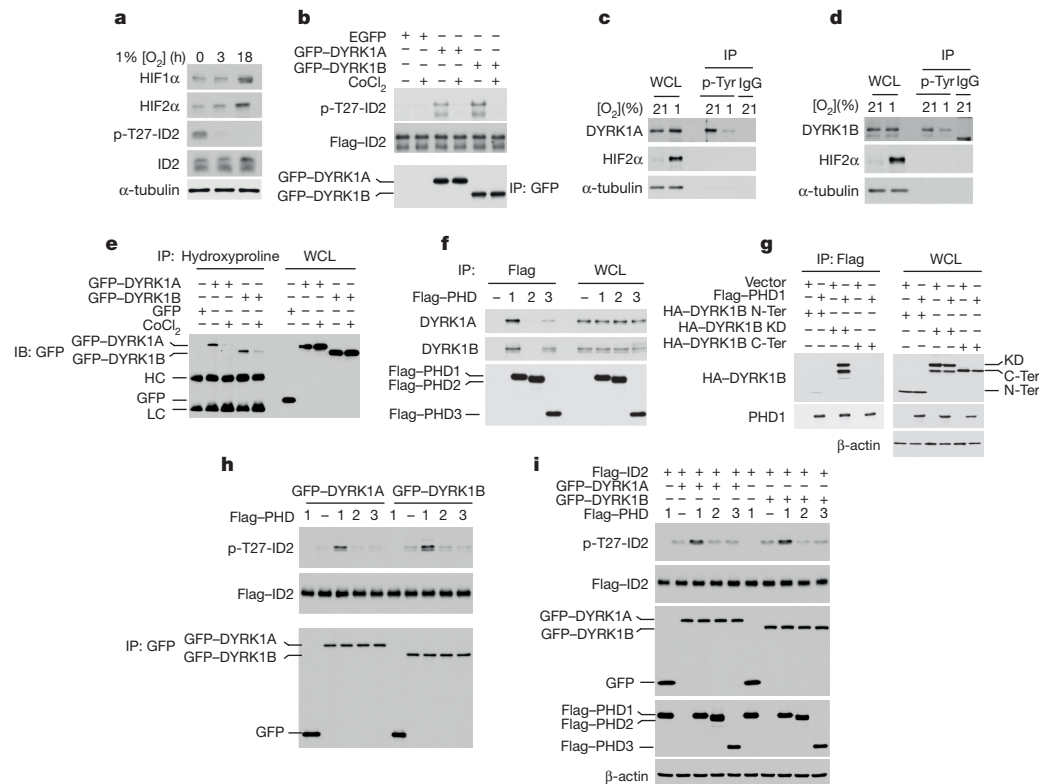 a
1% [O2] (h) 0 3 18
HIF1α
HIF2α
p-T27-ID2
ID2
α-tubulin
b
EGFP + + – – – –
GFP–DYRK1A – – + + – –
GFP–DYRK1B – – – – + +
CoCl2 – + – + – +
p-T27-ID2
Flag–ID2
GFP–DYRK1A
GFP–DYRK1B
IP: GFP
c
IP
WCL p-Tyr IgG
[O2](%) 21 1 21 1 21
DYRK1A
HIF2α
α-tubulin
d
IP
WCL p-Tyr IgG
[O2](%) 21 1 21 1 21
DYRK1B
HIF2α
α-tubulin
e
IP: Hydroxyproline WCL
GFP–DYRK1A – + + – – – + + – –
GFP–DYRK1B – – – + + – – – + +
GFP + – – – – + – – – –
CoCl2 – – + – + – – + – +
IB: GFP
GFP–DYRK1A
GFP–DYRK1B
HC
GFP
LC
f
IP: Flag WCL
Flag–PHD – 1 2 3 – 1 2 3
DYRK1A
DYRK1B
Flag–PHD1
Flag–PHD2
Flag–PHD3
g
IP: Flag WCL
Vector + – + – + – + – + – + –
Flag–PHD1 – + – + – + – + – + – +
HA–DYRK1B N-Ter + + – – – – + + – – – –
HA–DYRK1B KD – – + + – – – – + + – –
HA–DYRK1B C-Ter – – – – + + – – – – + +
HA–DYRK1B
KD
C-Ter
N-Ter
PHD1
β-actin
h
GFP–DYRK1A GFP–DYRK1B
Flag–PHD 1 – 1 2 3 1 – 1 2 3
p-T27-ID2
Flag–ID2
IP: GFP
GFP–DYRK1A
GFP–DYRK1B
GFP
i
Flag–ID2 + + + + + + + + + +
GFP–DYRK1A – + + + + – – – – –
GFP–DYRK1B – – – – – – + + + +
Flag–PHD 1 – 1 2 3 1 – 1 2 3
p-T27-ID2
Flag–ID2
GFP–DYRK1A
GFP–DYRK1B
GFP
Flag–PHD1
Flag–PHD2
Flag–PHD3
β-actin